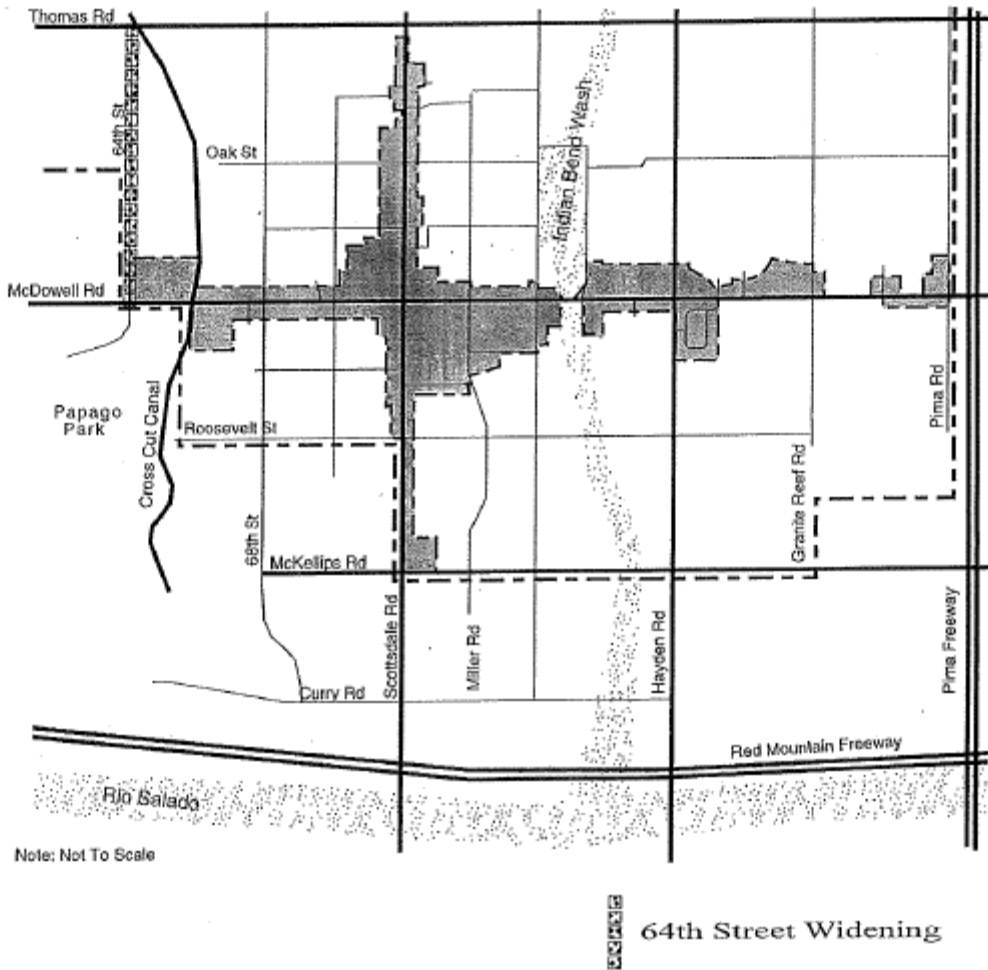 Thomas Rd
64th St
Oak St
Indian Bend Wash
McDowell Rd
Papago
Park
Cross Cut Canal
Roosevelt St
68th St
McKellips Rd
Scottsdale Rd
Miller Rd
Hayden Rd
Granite Reef Rd
Pima Rd
Pima Freeway
Curry Rd
Red Mountain Freeway
Rio Salado
Note: Not To Scale
64th Street Widening